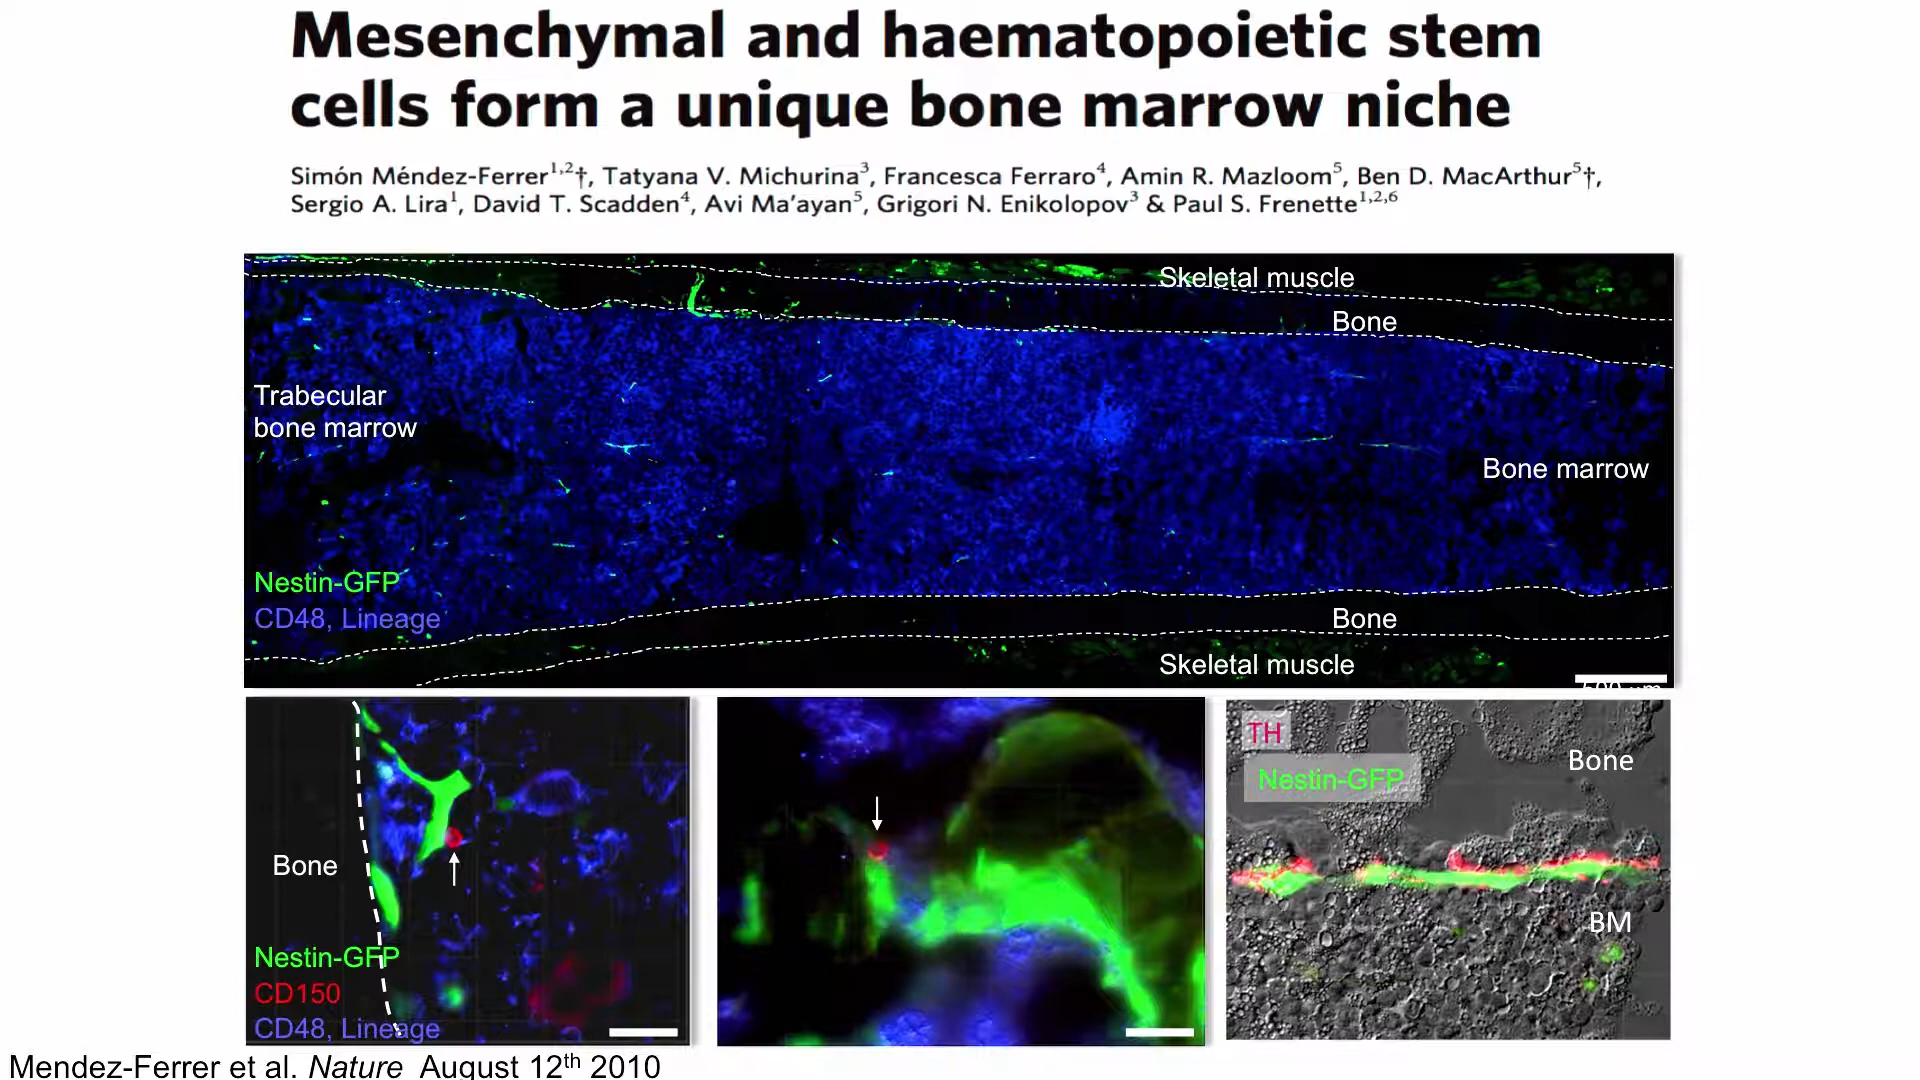 Mesenchymal and haematopoietic stem
cells form a unique bone marrow niche
Simón Méndez-Ferrer1,2†, Tatyana V. Michurina3, Francesca Ferraro4, Amin R. Mazloom5, Ben D. MacArthur5†,
Sergio A. Lira1, David T. Scadden4, Avi Ma'ayan5, Grigori N. Enikolopov3 & Paul S. Frenette1,2,6
Skeletal muscle
Bone
Trabecular
bone marrow
Bone marrow
Nestin-GFP
CD48, Lineage
Bone
Skeletal muscle
500 µm
Bone
Nestin-GFP
CD150
CD48, Lineage
TH
Nestin-GFP
Bone
BM
Mendez-Ferrer et al. Nature August 12th 2010